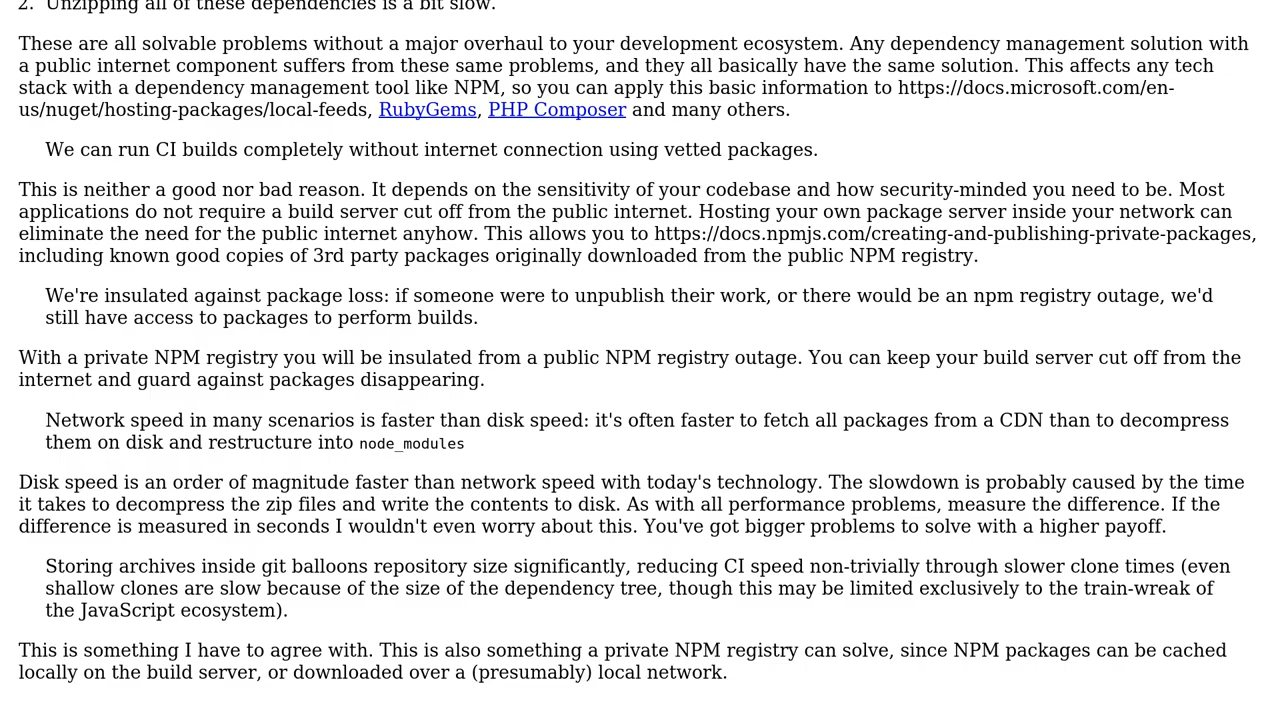 2. Unzipping all of these dependencies is a bit slow.
These are all solvable problems without a major overhaul to your development ecosystem. Any dependency management solution with
a public internet component suffers from these same problems, and they all basically have the same solution. This affects any tech
stack with a dependency management tool like NPM, so you can apply this basic information to https://docs.microsoft.com/en-
us/nuget/hosting-packages/local-feeds, RubyGems, PHP Composer and many others.
We can run CI builds completely without internet connection using vetted packages.
This is neither a good nor bad reason. It depends on the sensitivity of your codebase and how security-minded you need to be. Most
applications do not require a build server cut off from the public internet. Hosting your own package server inside your network can
eliminate the need for the public internet anyhow. This allows you to https://docs.npmjs.com/creating-and-publishing-private-packages,
including known good copies of 3rd party packages originally downloaded from the public NPM registry.
We're insulated against package loss: if someone were to unpublish their work, or there would be an npm registry outage, we'd
still have access to packages to perform builds.
With a private NPM registry you will be insulated from a public NPM registry outage. You can keep your build server cut off from the
internet and guard against packages disappearing.
Network speed in many scenarios is faster than disk speed: it's often faster to fetch all packages from a CDN than to decompress
them on disk and restructure into node_modules
Disk speed is an order of magnitude faster than network speed with today's technology. The slowdown is probably caused by the time
it takes to decompress the zip files and write the contents to disk. As with all performance problems, measure the difference. If the
difference is measured in seconds I wouldn't even worry about this. You've got bigger problems to solve with a higher payoff.
Storing archives inside git balloons repository size significantly, reducing CI speed non-trivially through slower clone times (even
shallow clones are slow because of the size of the dependency tree, though this may be limited exclusively to the train-wreak of
the JavaScript ecosystem).
This is something I have to agree with. This is also something a private NPM registry can solve, since NPM packages can be cached
locally on the build server, or downloaded over a (presumably) local network.